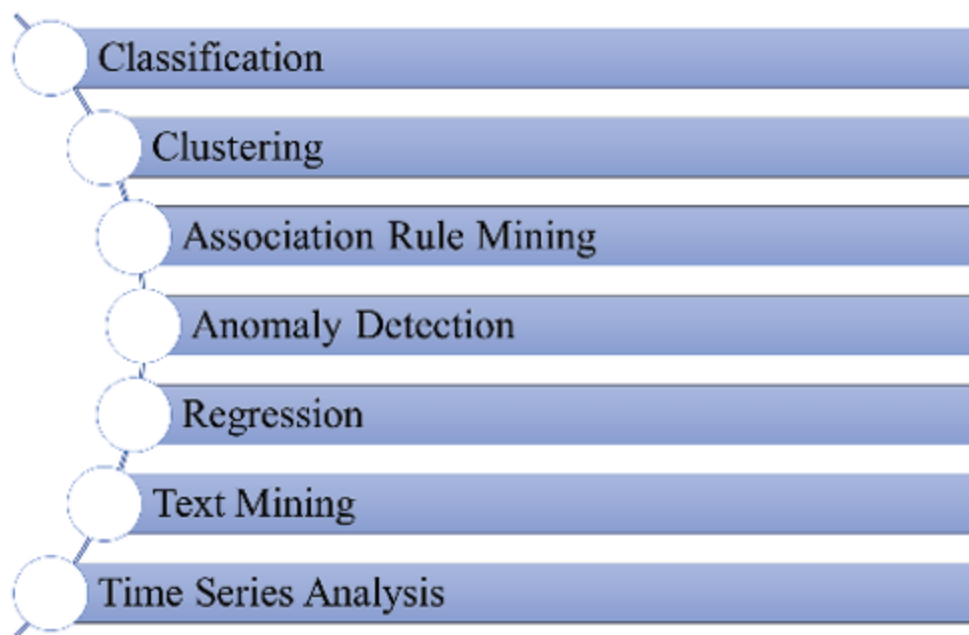 Classification
Clustering
Association Rule Mining
Anomaly Detection
Regression
Text Mining
Time Series Analysis